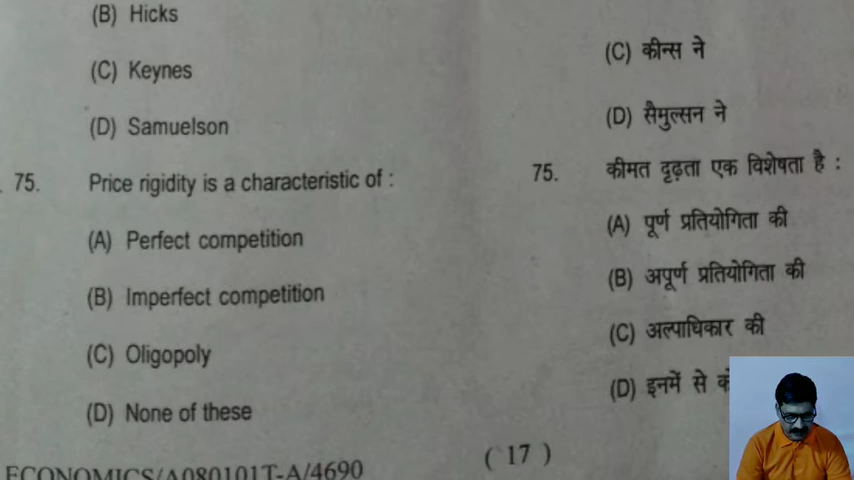 (B) Hicks
(C) Keynes
(D) Samuelson
75. Price rigidity is a characteristic of :
(A) Perfect competition
(B) Imperfect competition
(C) Oligopoly
(D) None of these
ECONOMICS/A080101T-A/4690
(C) कीन्स ने
(D) सैमुल्सन ने
75. कीमत दृढ़ता एक विशेषता है :
(A) पूर्ण प्रतियोगिता की
(B) अपूर्ण प्रतियोगिता की
(C) अल्पाधिकार की
(D) इनमें से
( 17 )